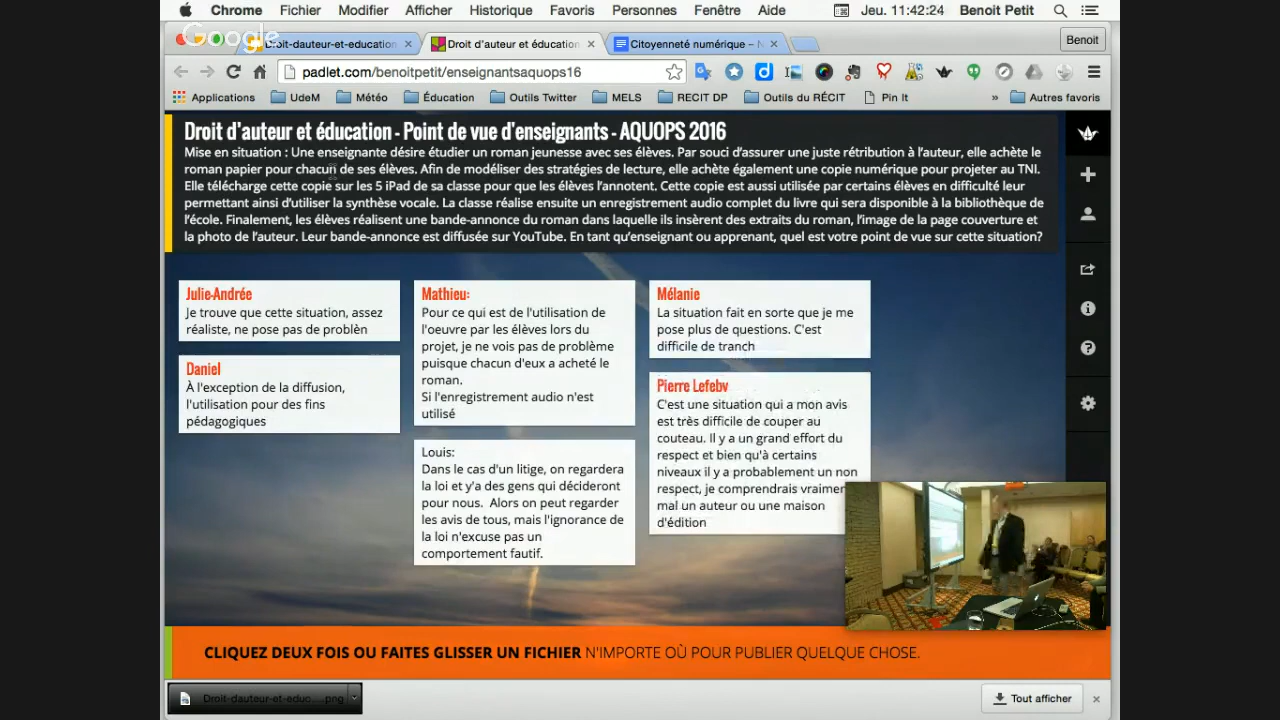 Chrome Fichier Modifier Afficher Historique Favoris Personnes Fenêtre Aide Jeu. 11:42:24 Benoit Petit
Google
Droit-dauteur-et-education Droit d'auteur et éducation Citoyenneté numérique – N Benoit
padlet.com/benoitpetit/enseignantsaquops16
Applications UdeM Météo Éducation Outils Twitter MELS RECIT DP Outils du RÉCIT Pin It » Autres favoris
Droit d'auteur et éducation - Point de vue d'enseignants - AQUOPS 2016
Mise en situation : Une enseignante désire étudier un roman jeunesse avec ses élèves. Par souci d'assurer une juste rétribution à l'auteur, elle achète le
roman papier pour chacun de ses élèves. Afin de modéliser des stratégies de lecture, elle achète également une copie numérique pour projeter au TNI.
Elle télécharge cette copie sur les 5 iPad de sa classe pour que les élèves l'annotent. Cette copie est aussi utilisée par certains élèves en difficulté leur
permettant ainsi d'utiliser la synthèse vocale. La classe réalise ensuite un enregistrement audio complet du livre qui sera disponible à la bibliothèque de
l'école. Finalement, les élèves réalisent une bande-annonce du roman dans laquelle ils insèrent des extraits du roman, l'image de la page couverture et
la photo de l'auteur. Leur bande-annonce est diffusée sur YouTube. En tant qu'enseignant ou apprenant, quel est votre point de vue sur cette situation?
Julie-Andrée
Je trouve que cette situation, assez
réaliste, ne pose pas de problèn
Daniel
À l'exception de la diffusion,
l'utilisation pour des fins
pédagogiques
Mathieu:
Pour ce qui est de l'utilisation de
l'oeuvre par les élèves lors du
projet, je ne vois pas de problème
puisque chacun d'eux a acheté le
roman.
Si l'enregistrement audio n'est
utilisé
Louis:
Dans le cas d'un litige, on regardera
la loi et y'a des gens qui décideront
pour nous. Alors on peut regarder
les avis de tous, mais l'ignorance de
la loi n'excuse pas un
comportement fautif.
Mélanie
La situation fait en sorte que je me
pose plus de questions. C'est
difficile de tranch
Pierre Lefebv
C'est une situation qui a mon avis
est très difficile de couper au
couteau. Il y a un grand effort du
respect et bien qu'à certains
niveaux il y a probablement un non
respect, je comprendrais vraimen
mal un auteur ou une maison
d'édition
CLIQUEZ DEUX FOIS OU FAITES GLISSER UN FICHIER N'IMPORTE OÙ POUR PUBLIER QUELQUE CHOSE.
Droit-dauteur-et-educ....png Tout afficher